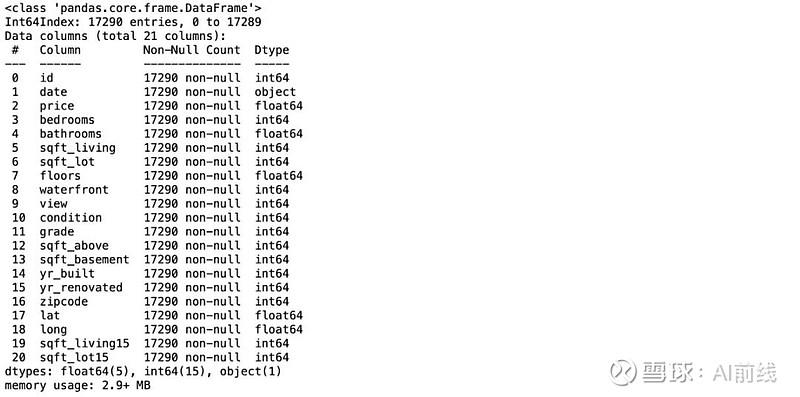 <class 'pandas.core.frame.DataFrame'>
Int64Index: 17290 entries, 0 to 17289
Data columns (total 21 columns):
 #   Column         Non-Null Count  Dtype
---  ------         --------------  -----
 0   id             17290 non-null  int64
 1   date           17290 non-null  object
 2   price          17290 non-null  float64
 3   bedrooms       17290 non-null  int64
 4   bathrooms      17290 non-null  float64
 5   sqft_living    17290 non-null  int64
 6   sqft_lot       17290 non-null  int64
 7   floors         17290 non-null  float64
 8   waterfront     17290 non-null  int64
 9   view           17290 non-null  int64
 10  condition      17290 non-null  int64
 11  grade          17290 non-null  int64
 12  sqft_above     17290 non-null  int64
 13  sqft_basement  17290 non-null  int64
 14  yr_built       17290 non-null  int64
 15  yr_renovated   17290 non-null  int64
 16  zipcode        17290 non-null  int64
 17  lat            17290 non-null  float64
 18  long           17290 non-null  float64
 19  sqft_living15  17290 non-null  int64
 20  sqft_lot15     17290 non-null  int64
dtypes: float64(5), int64(15), object(1)
memory usage: 2.9+ MB
雪球：AI前线